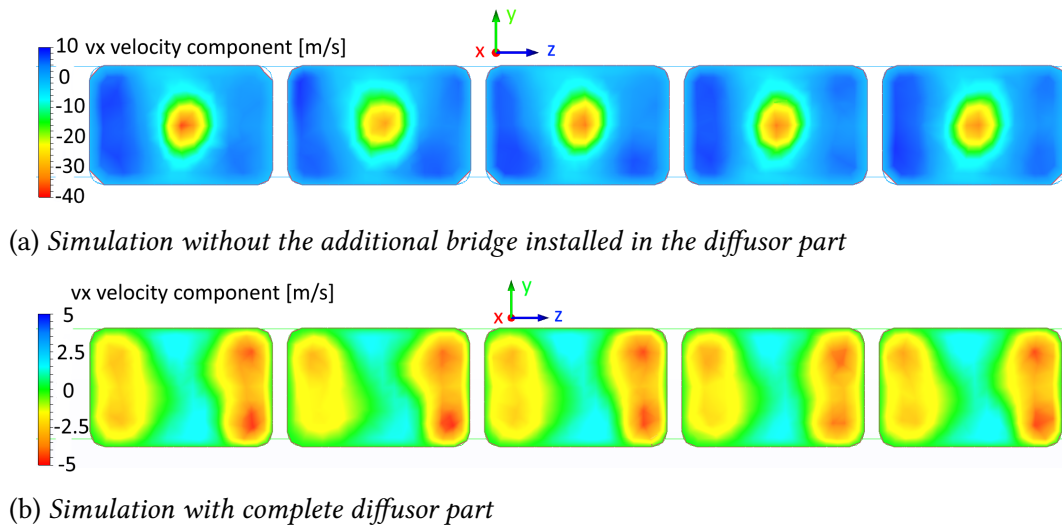 y
x
z
vx velocity component [m/s]
10
0
-10
-20
-30
-40
(a) Simulation without the additional bridge installed in the diffusor part
vx velocity component [m/s]
y
x
z
5
2.5
0
-2.5
-5
(b) Simulation with complete diffusor part